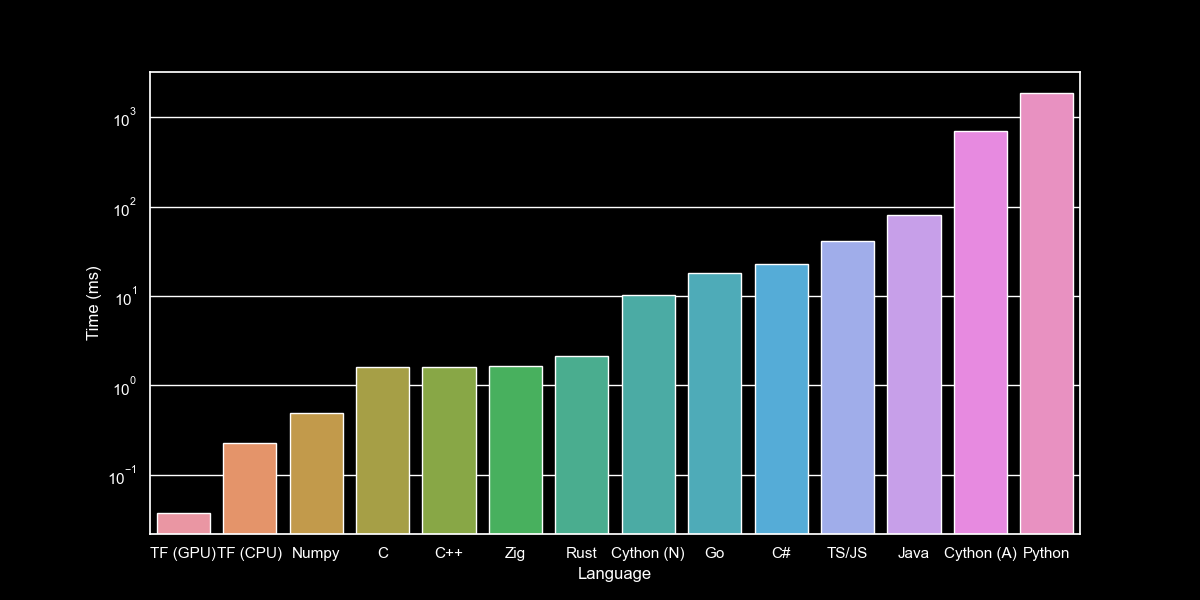 10³
10²
10¹
10⁰
10⁻¹
Time (ms)
TF (GPU) TF (CPU) Numpy C C++ Zig Rust Cython (N) Go C# TS/JS Java Cython (A) Python
Language